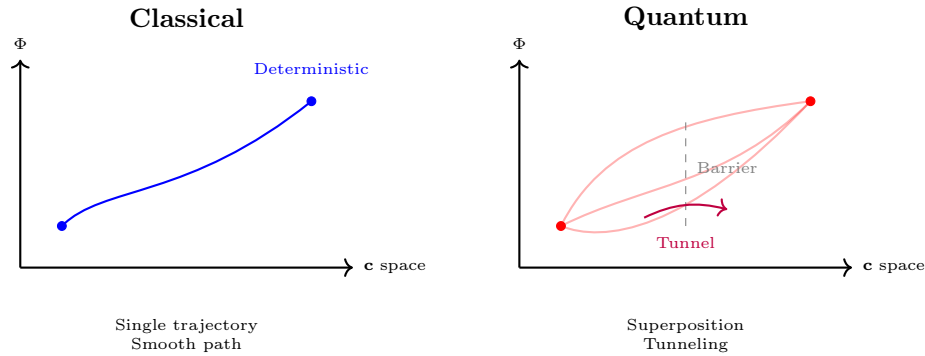 Classical
Φ
Deterministic
c space
Single trajectory
Smooth path
Quantum
Φ
Barrier
Tunnel
c space
Superposition
Tunneling